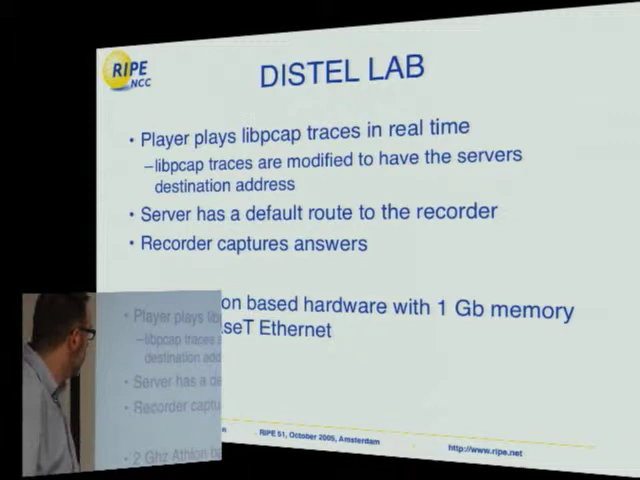 RIPE
NCC
DISTEL LAB
• Player plays libpcap traces in real time
–libpcap traces are modified to have the servers
destination address
• Server has a default route to the recorder
• Recorder captures answers
on based hardware with 1 Gb memory
aseT Ethernet
RIPE 51, October 2005, Amsterdam
http://www.ripe.net
• Player plays lib
–libpcap traces
destination add
• Server has a de
• Recorder captu
• 2 Ghz Athlon ba